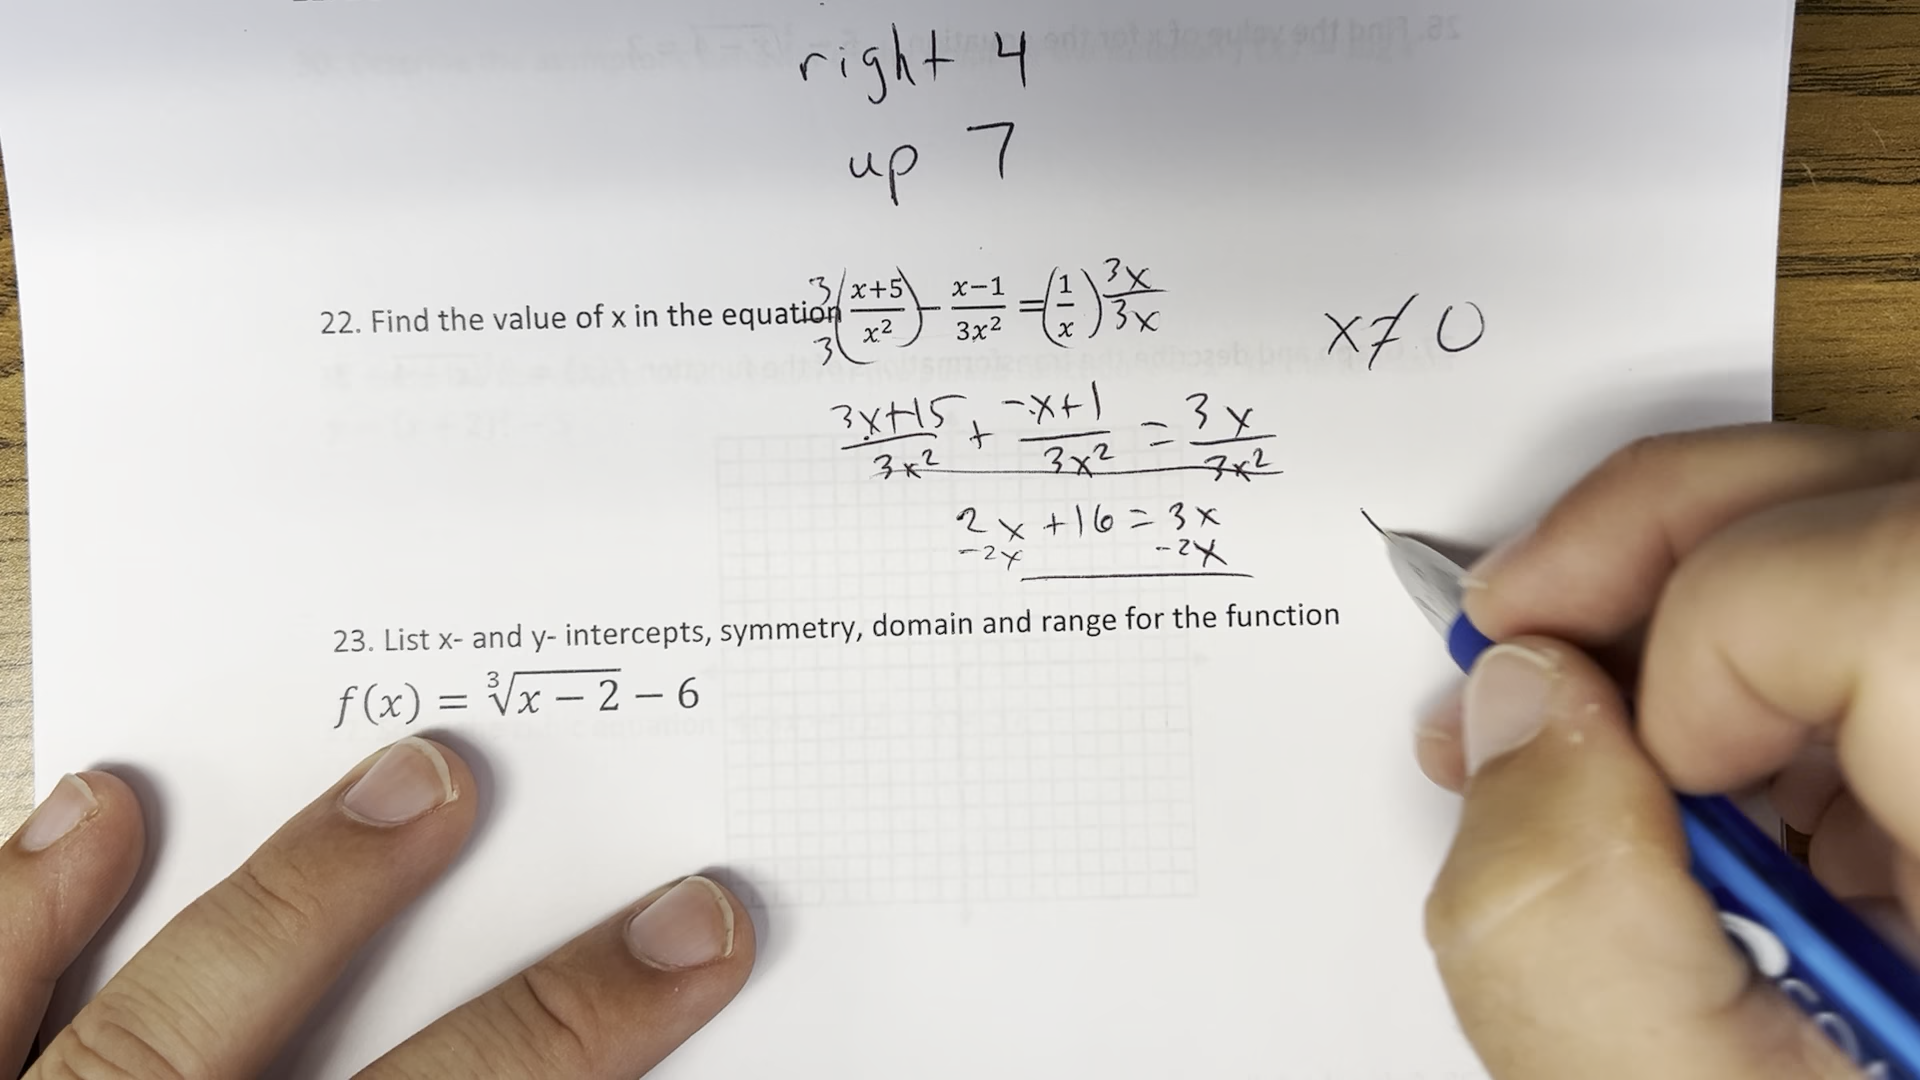 right 4
up 7
22. Find the value of x in the equation 3/3 (x+5/x²) - x-1/3x² = (1/x) 3x/3x
x ≠ 0
3x+15/3x² + -x+1/3x² = 3x/3x²
2x + 16 = 3x
-2x -2x
23. List x- and y- intercepts, symmetry, domain and range for the function
f(x) = ∛x − 2 − 6